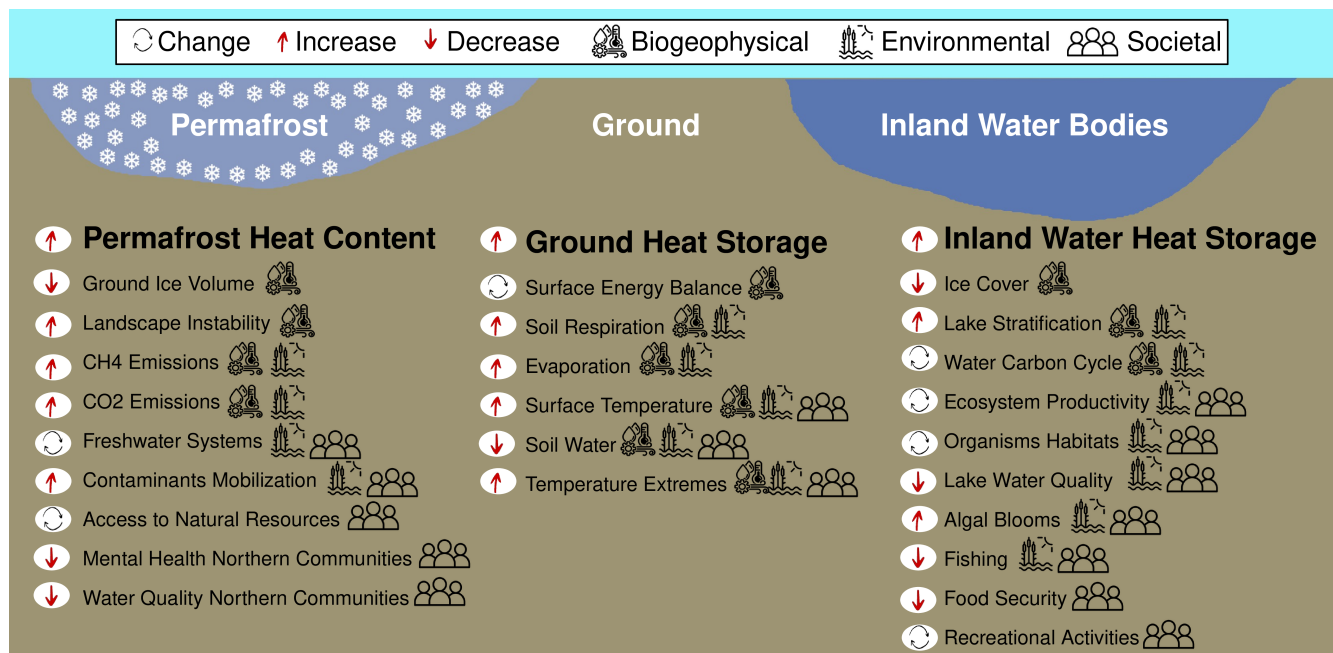 Change Increase Decrease Biogeophysical Environmental Societal
Permafrost
Ground
Inland Water Bodies
Permafrost Heat Content
Ground Ice Volume
Landscape Instability
CH4 Emissions
CO2 Emissions
Freshwater Systems
Contaminants Mobilization
Access to Natural Resources
Mental Health Northern Communities
Water Quality Northern Communities
Ground Heat Storage
Surface Energy Balance
Soil Respiration
Evaporation
Surface Temperature
Soil Water
Temperature Extremes
Inland Water Heat Storage
Ice Cover
Lake Stratification
Water Carbon Cycle
Ecosystem Productivity
Organisms Habitats
Lake Water Quality
Algal Blooms
Fishing
Food Security
Recreational Activities